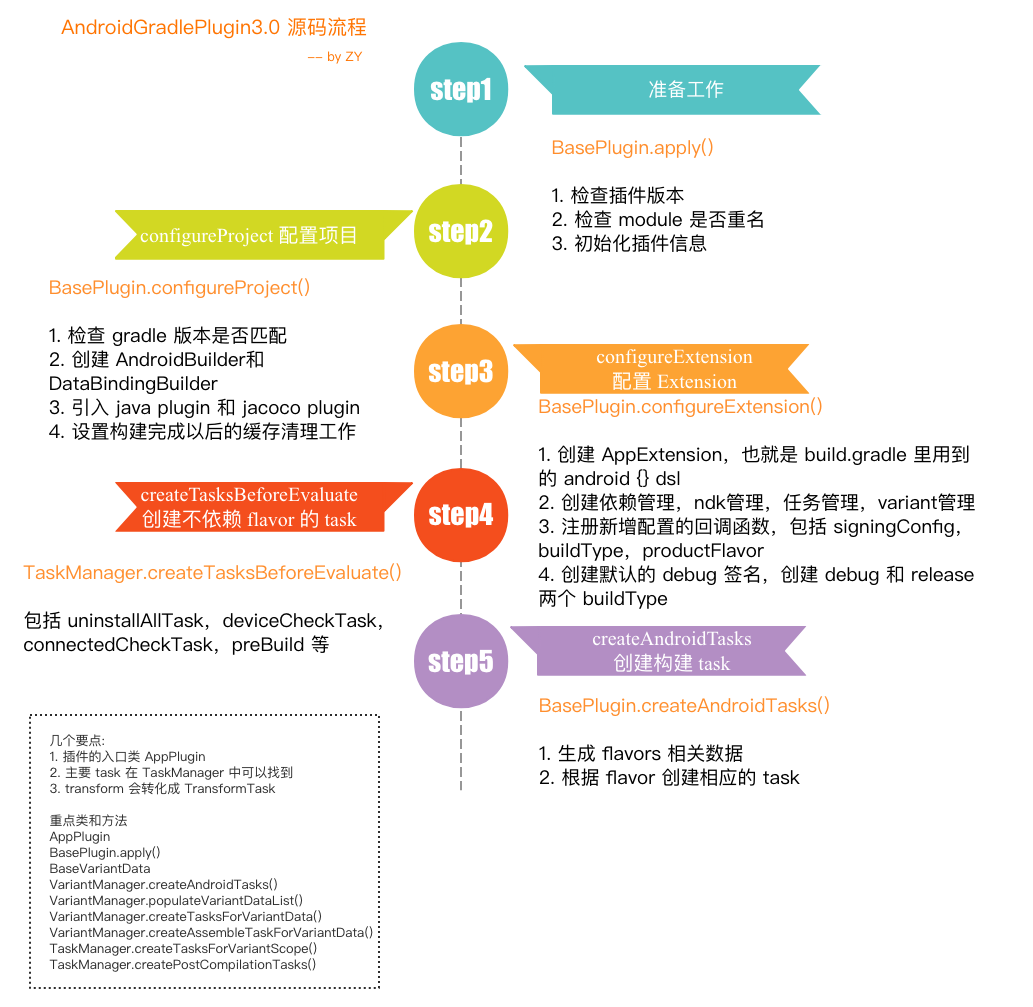 AndroidGradlePlugin3.0 源码流程
-- by ZY
step1
准备工作
BasePlugin.apply()
1. 检查插件版本
2. 检查 module 是否重名
3. 初始化插件信息
step2
configureProject 配置项目
BasePlugin.configureProject()
1. 检查 gradle 版本是否匹配
2. 创建 AndroidBuilder和
DataBindingBuilder
3. 引入 java plugin 和 jacoco plugin
4. 设置构建完成以后的缓存清理工作
step3
configureExtension
配置 Extension
BasePlugin.configureExtension()
1. 创建 AppExtension，也就是 build.gradle 里用到
的 android {} dsl
2. 创建依赖管理，ndk管理，任务管理，variant管理
3. 注册新增配置的回调函数，包括 signingConfig，
buildType，productFlavor
4. 创建默认的 debug 签名，创建 debug 和 release
两个 buildType
step4
createTasksBeforeEvaluate
创建不依赖 flavor 的 task
TaskManager.createTasksBeforeEvaluate()
包括 uninstallAllTask，deviceCheckTask，
connectedCheckTask，preBuild 等
step5
createAndroidTasks
创建构建 task
BasePlugin.createAndroidTasks()
1. 生成 flavors 相关数据
2. 根据 flavor 创建相应的 task
几个要点:
1. 插件的入口类 AppPlugin
2. 主要 task 在 TaskManager 中可以找到
3. transform 会转化成 TransformTask
重点类和方法
AppPlugin
BasePlugin.apply()
BaseVariantData
VariantManager.createAndroidTasks()
VariantManager.populateVariantDataList()
VariantManager.createTasksForVariantData()
VariantManager.createAssembleTaskForVariantData()
TaskManager.createTasksForVariantScope()
TaskManager.createPostCompilationTasks()